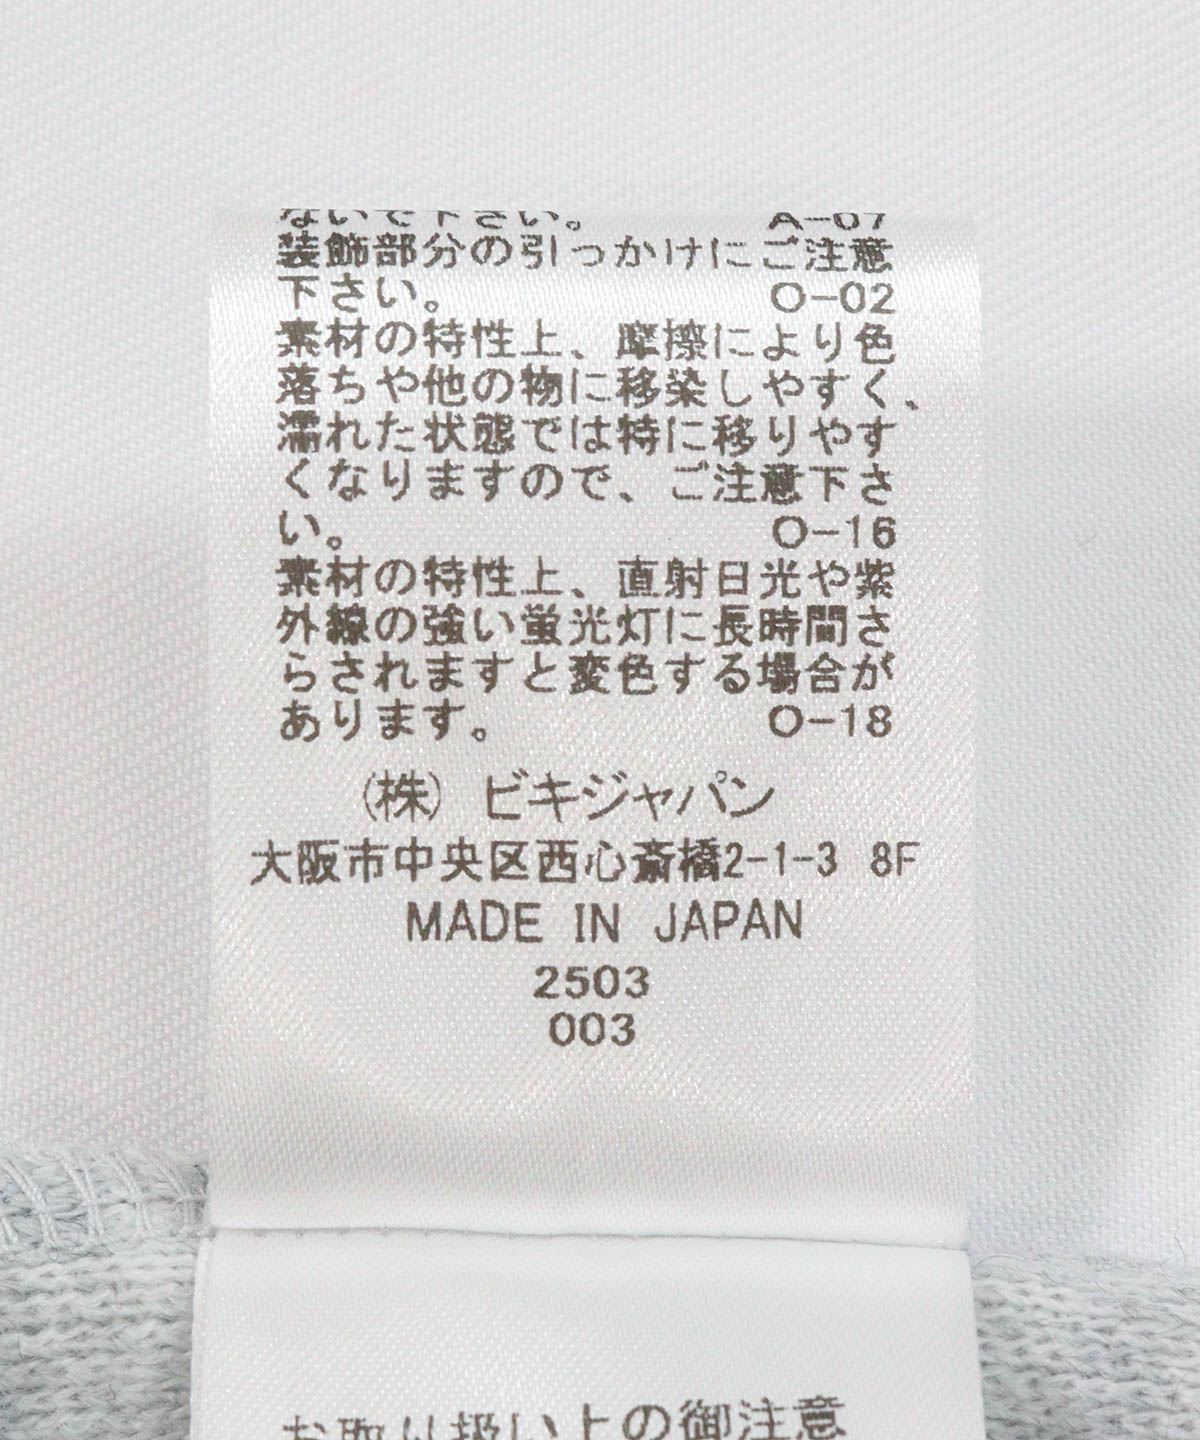 ないで下さい。 A-07
装飾部分の引っかけにご注意
下さい。 O-02
素材の特性上、摩擦により色
落ちや他の物に移染しやすく、
濡れた状態では特に移りやす
くなりますので、ご注意下さ
い。 O-16
素材の特性上、直射日光や紫
外線の強い蛍光灯に長時間さ
らされますと変色する場合が
あります。 O-18
(株) ビキジャパン
大阪市中央区西心斎橋2-1-3 8F
MADE IN JAPAN
2503
003
お取り扱い上の御注意